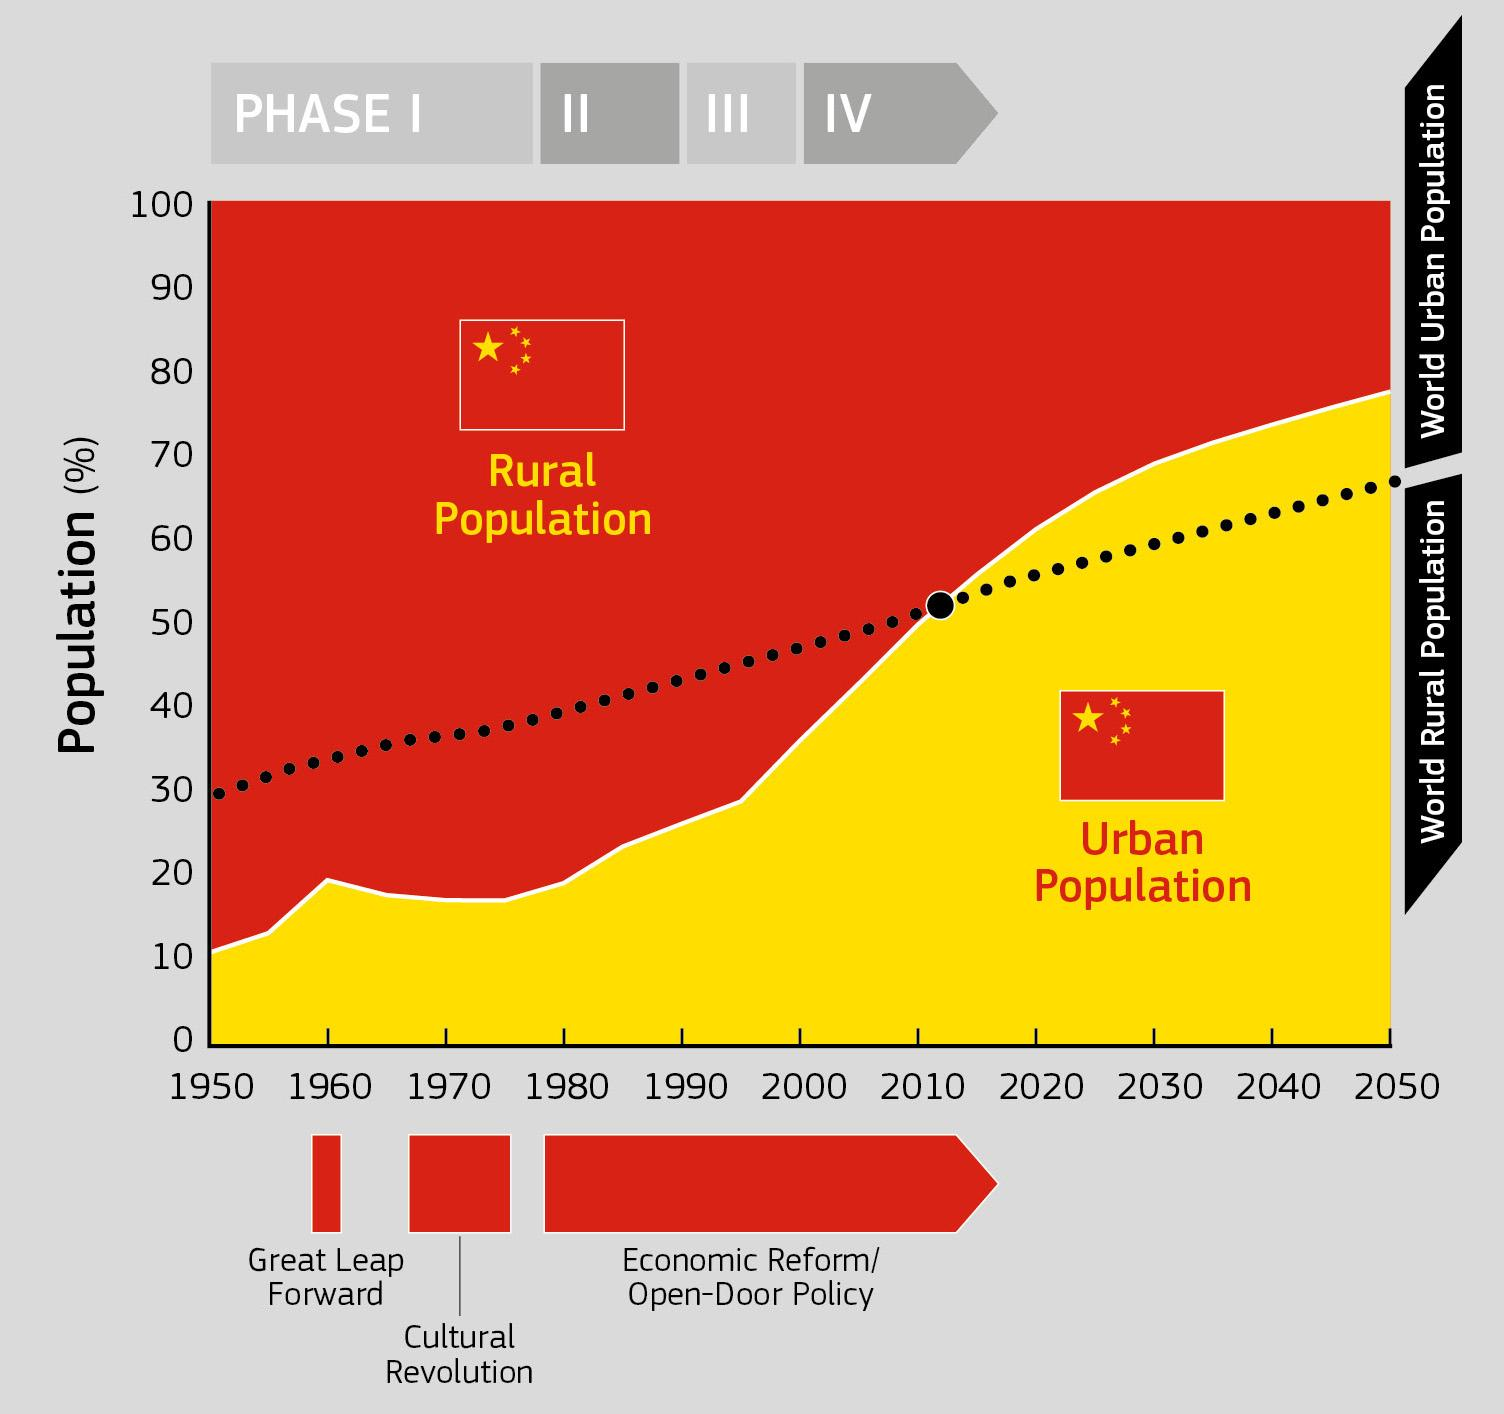 PHASE I
II
III
IV
100
90
80
70
60
50
40
30
20
10
0
Population (%)
Rural
Population
Urban
Population
World Urban Population
World Rural Population
1950 1960 1970 1980 1990 2000 2010 2020 2030 2040 2050
Great Leap
Forward
Cultural
Revolution
Economic Reform/
Open-Door Policy